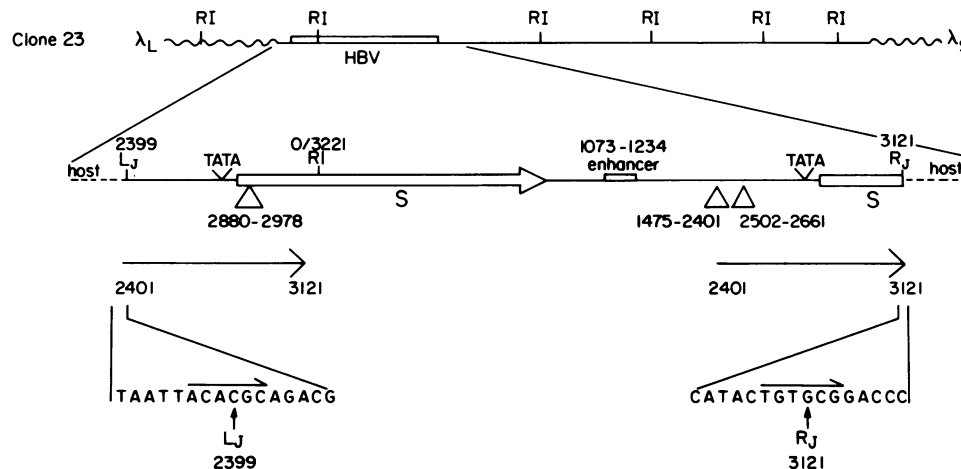 RI RI RI RI RI RI
Clone 23 λL
HBV
2399 0/3221 1073-1234 3121
host LJ TATA RI enhancer TATA RJ host
S S
2880-2978 1475-2401 2502-2661
2401 3121 2401 3121
TAATTACACGCAGACG CATACTGTGCGGACCC
LJ RJ
2399 3121